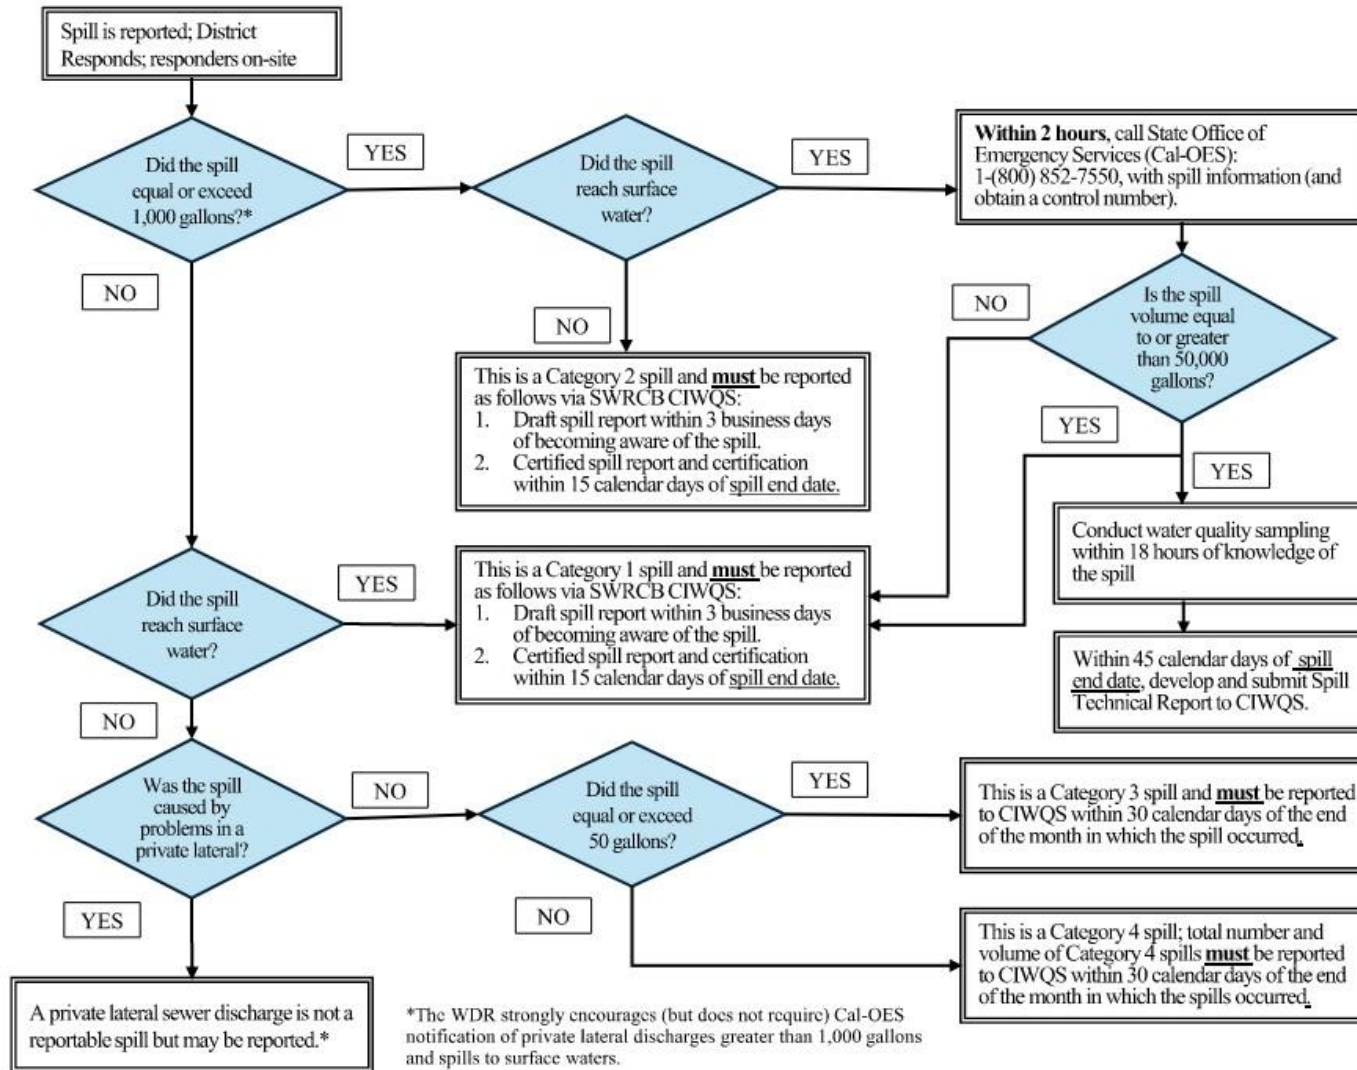 Spill is reported; District
Responds; responders on-site
Did the spill
equal or exceed
1,000 gallons?*
YES
Did the spill
reach surface
water?
YES
Within 2 hours, call State Office of
Emergency Services (Cal-OES):
1-(800) 852-7550, with spill information (and
obtain a control number).
NO
NO
NO
Is the spill
volume equal
to or greater
than 50,000
gallons?
This is a Category 2 spill and must be reported
as follows via SWRCB CIWQS:
1. Draft spill report within 3 business days
of becoming aware of the spill.
2. Certified spill report and certification
within 15 calendar days of spill end date.
YES
YES
Conduct water quality sampling
within 18 hours of knowledge of
the spill
Did the spill
reach surface
water?
YES
This is a Category 1 spill and must be reported
as follows via SWRCB CIWQS:
1. Draft spill report within 3 business days
of becoming aware of the spill.
2. Certified spill report and certification
within 15 calendar days of spill end date.
Within 45 calendar days of spill
end date, develop and submit Spill
Technical Report to CIWQS.
NO
Was the spill
caused by
problems in a
private lateral?
NO
Did the spill
equal or exceed
50 gallons?
YES
This is a Category 3 spill and must be reported
to CIWQS within 30 calendar days of the end
of the month in which the spill occurred.
YES
NO
This is a Category 4 spill; total number and
volume of Category 4 spills must be reported
to CIWQS within 30 calendar days of the end
of the month in which the spills occurred.
A private lateral sewer discharge is not a
reportable spill but may be reported.*
*The WDR strongly encourages (but does not require) Cal-OES
notification of private lateral discharges greater than 1,000 gallons
and spills to surface waters.